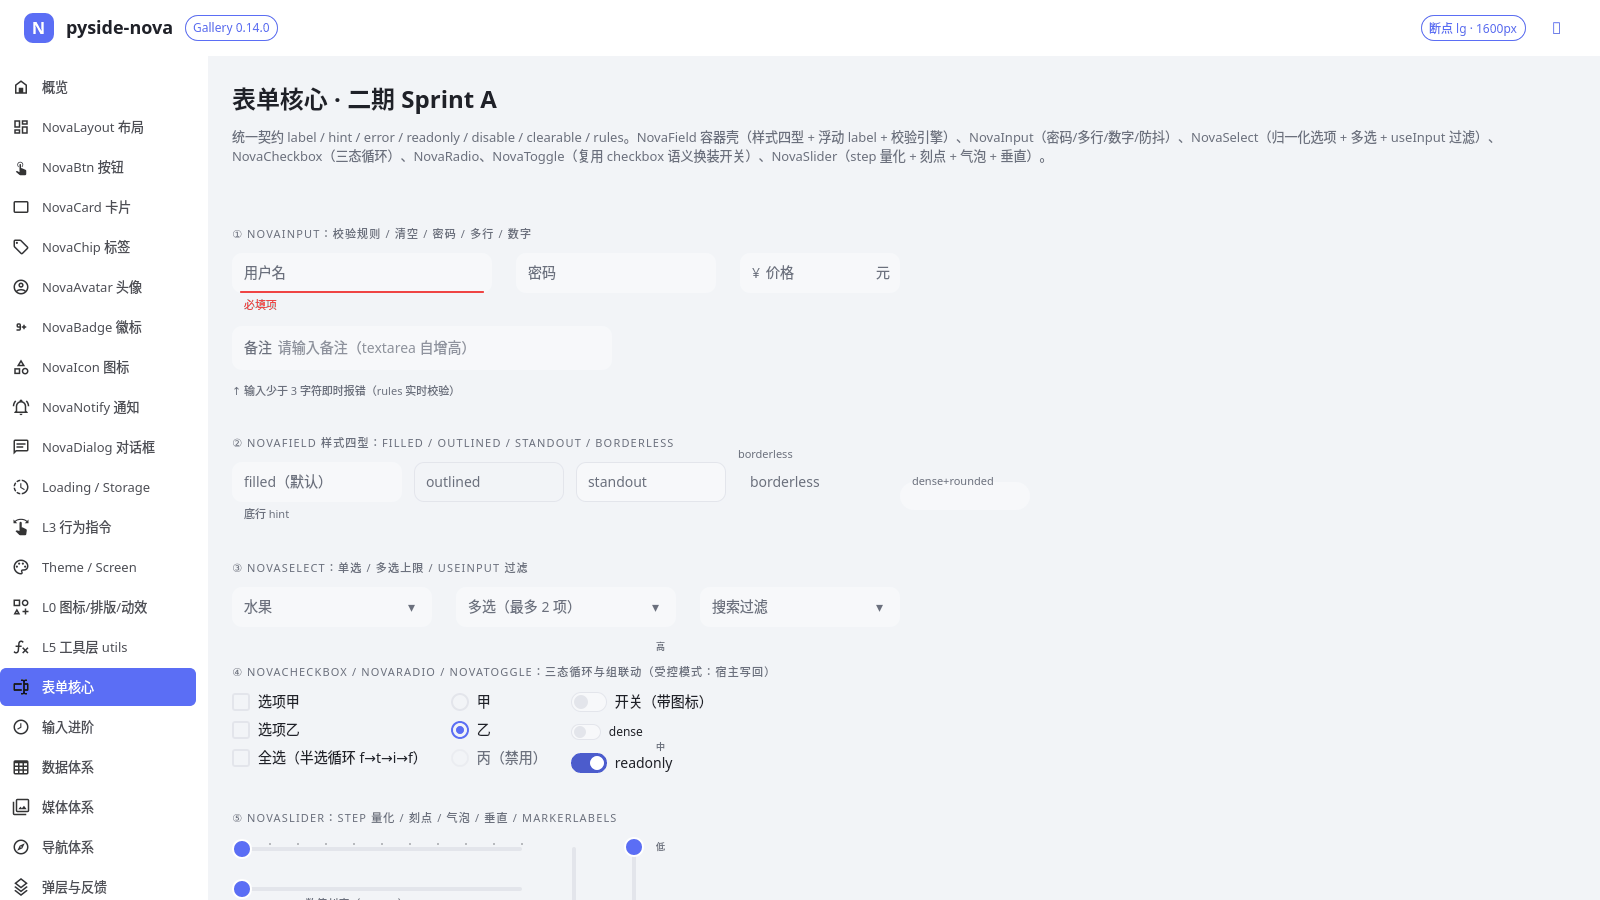 N pyside-nova Gallery 0.14.0
断点 lg · 1600px
概览
NovaLayout 布局
NovaBtn 按钮
NovaCard 卡片
NovaChip 标签
NovaAvatar 头像
NovaBadge 徽标
NovaIcon 图标
NovaNotify 通知
NovaDialog 对话框
Loading / Storage
L3 行为指令
Theme / Screen
L0 图标/排版/动效
L5 工具层 utils
表单核心
输入进阶
数据体系
媒体体系
导航体系
弹层与反馈
表单核心 · 二期 Sprint A
统一契约 label / hint / error / readonly / disable / clearable / rules。NovaField 容器壳（样式四型 + 浮动 label + 校验引擎）、NovaInput（密码/多行/数字/防抖）、NovaSelect（归一化选项 + 多选 + useInput 过滤）、
NovaCheckbox（三态循环）、NovaRadio、NovaToggle（复用 checkbox 语义换装开关）、NovaSlider（step 量化 + 刻点 + 气泡 + 垂直）。
① NOVAINPUT：校验规则 / 清空 / 密码 / 多行 / 数字
用户名
密码
¥ 价格 元
必填项
备注 请输入备注（textarea 自增高）
↑ 输入少于 3 字符即时报错（rules 实时校验）
② NOVAFIELD 样式四型：FILLED / OUTLINED / STANDOUT / BORDERLESS
borderless
filled（默认）
outlined
standout
borderless
dense+rounded
底行 hint
③ NOVASELECT：单选 / 多选上限 / USEINPUT 过滤
水果 ▼
多选（最多 2 项） ▼
搜索过滤 ▼
高
④ NOVACHECKBOX / NOVARADIO / NOVATOGGLE：三态循环与组联动（受控模式：宿主写回）
选项甲
甲
开关（带图标）
选项乙
乙
dense
中
全选（半选循环 f→t→i→f）
丙（禁用）
readonly
⑤ NOVASLIDER：STEP 量化 / 刻点 / 气泡 / 垂直 / MARKERLABELS
低